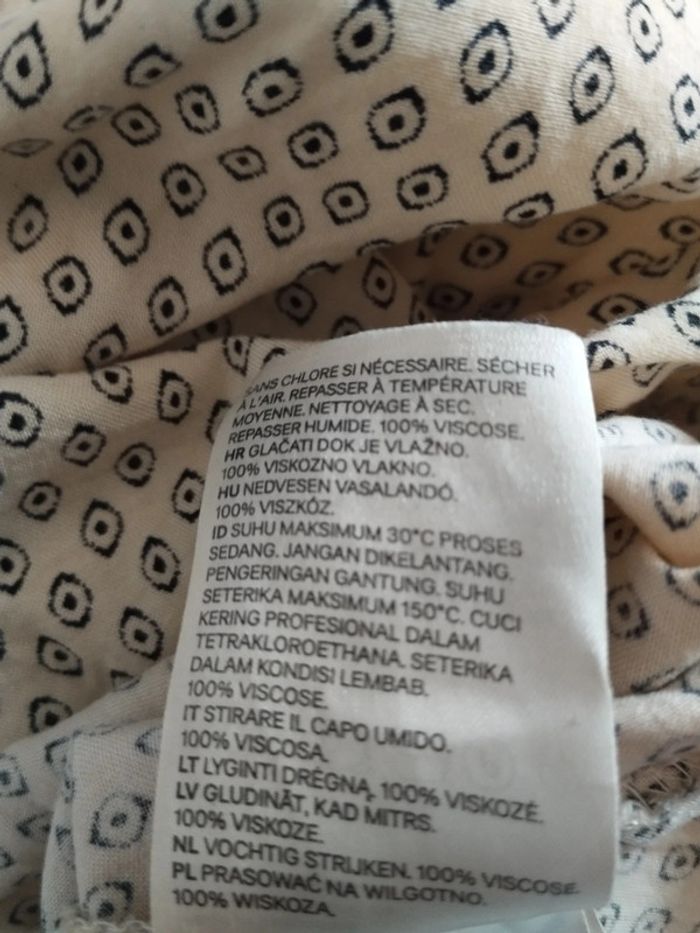 SANS CHLORE SI NÉCESSAIRE. SÉCHER
À L'AIR. REPASSER À TEMPÉRATURE
MOYENNE. NETTOYAGE À SEC.
REPASSER HUMIDE. 100% VISCOSE.
HR GLAČATI DOK JE VLAŽNO.
100% VISKOZNO VLAKNO.
HU NEDVESEN VASALANDÓ.
100% VISZKÓZ.
ID SUHU MAKSIMUM 30°C PROSES
SEDANG. JANGAN DIKELANTANG.
PENGERINGAN GANTUNG. SUHU
SETERIKA MAKSIMUM 150°C. CUCI
KERING PROFESIONAL DALAM
TETRAKLOROETHANA. SETERIKA
DALAM KONDISI LEMBAB.
100% VISCOSE.
IT STIRARE IL CAPO UMIDO.
100% VISCOSA.
LT LYGINTI DRĖGNĄ. 100% VISKOZĖ.
LV GLUDINĀT, KAD MITRS.
100% VISKOZE.
NL VOCHTIG STRIJKEN. 100% VISCOSE.
PL PRASOWAĆ NA WILGOTNO.
100% WISKOZA.